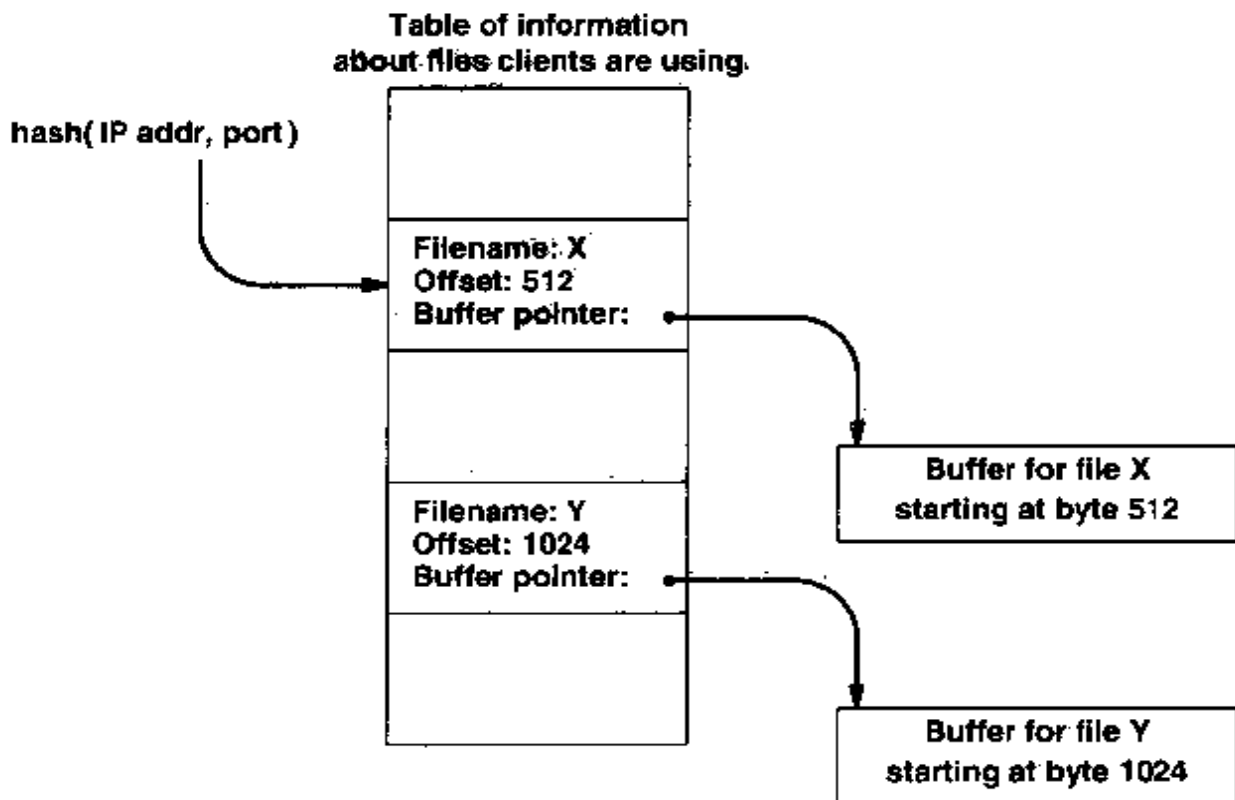 Table of information
about files clients are using.
hash( IP addr, port )
Filename: X
Offset: 512
Buffer pointer:
Buffer for file X
starting at byte 512
Filename: Y
Offset: 1024
Buffer pointer:
Buffer for file Y
starting at byte 1024